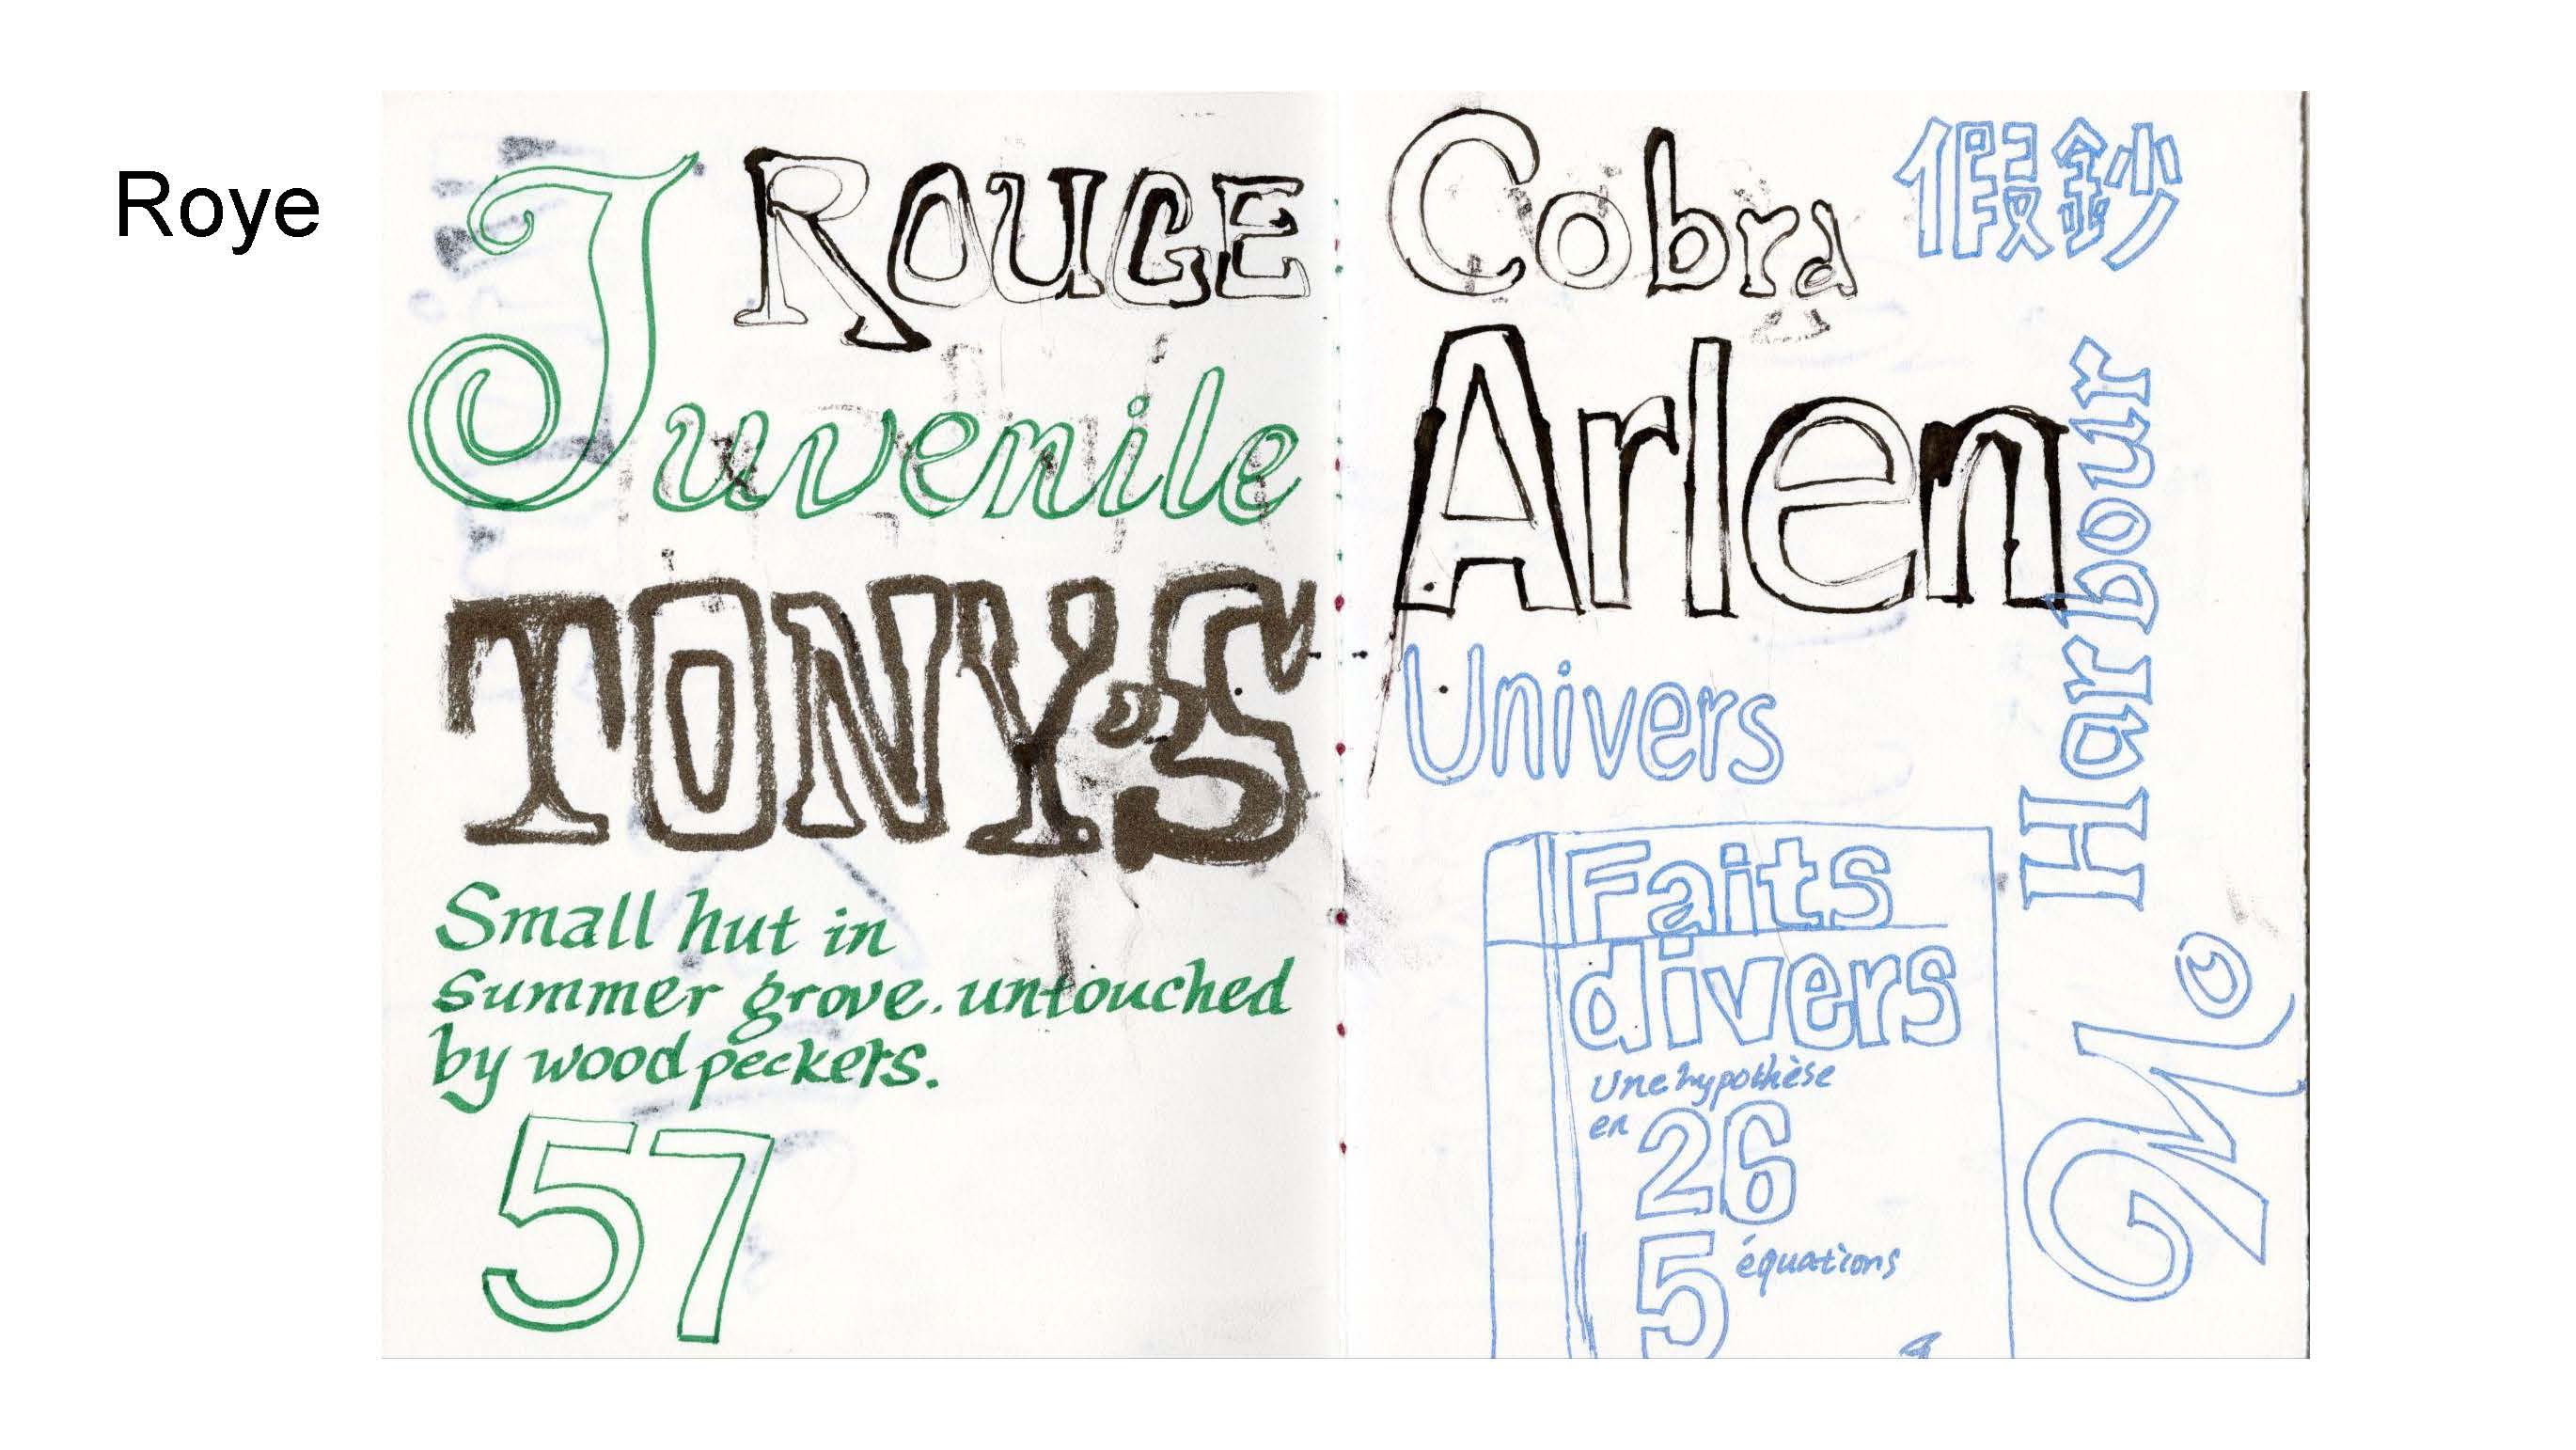 Roye
ROUGE
Juvenile
TONY'S
Small hut in
summer grove. untouched
by woodpeckers.
57
Cobra
假鈔
Arlen
Harbour
Univers
Faits
divers
Une hypothèse
en 26
5 équations